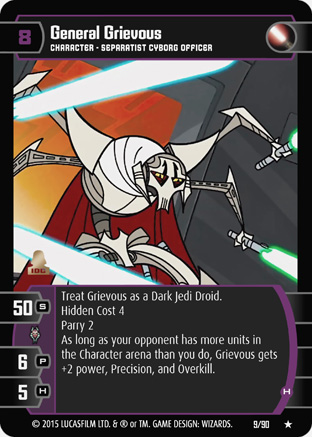 8
General Grievous
CHARACTER - SEPARATIST CYBORG OFFICER
IDC
50 S
Treat Grievous as a Dark Jedi Droid.
Hidden Cost 4
Parry 2
As long as your opponent has more units in
the Character arena than you do, Grievous gets
+2 power, Precision, and Overkill.
6 P
5 H
H
© 2015 LUCASFILM LTD. & ® or TM. GAME DESIGN: WIZARDS.
9/90